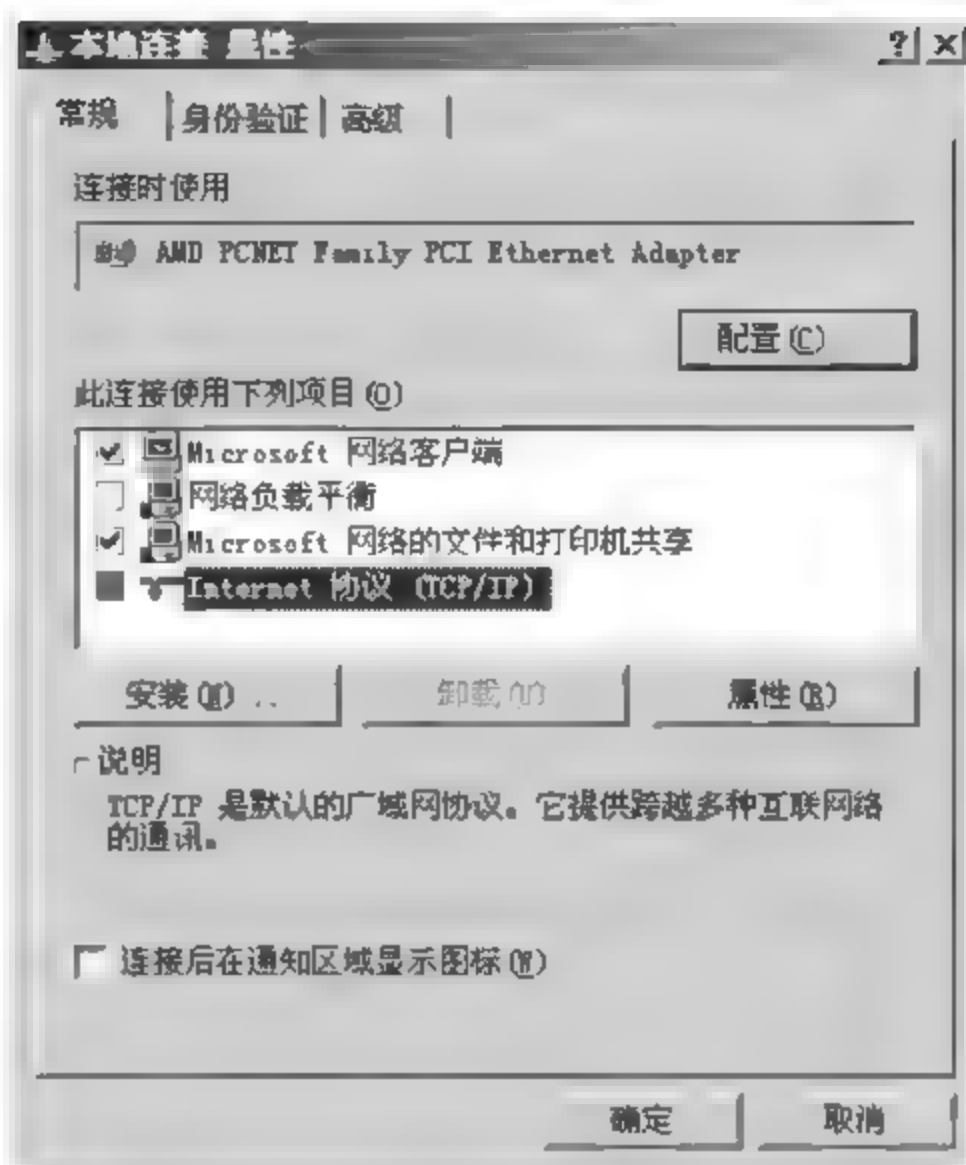 本地连接 属性
? ×
常规 身份验证 高级
连接时使用
AMD PCNET Family PCI Ethernet Adapter
配置(C)
此连接使用下列项目(O)
Microsoft 网络客户端
网络负载平衡
Microsoft 网络的文件和打印机共享
Internet 协议 (TCP/IP)
安装(N)... 卸载(U) 属性(R)
说明
TCP/IP 是默认的广域网协议。它提供跨越多种互联网络
的通讯。
连接后在通知区域显示图标(W)
确定 取消